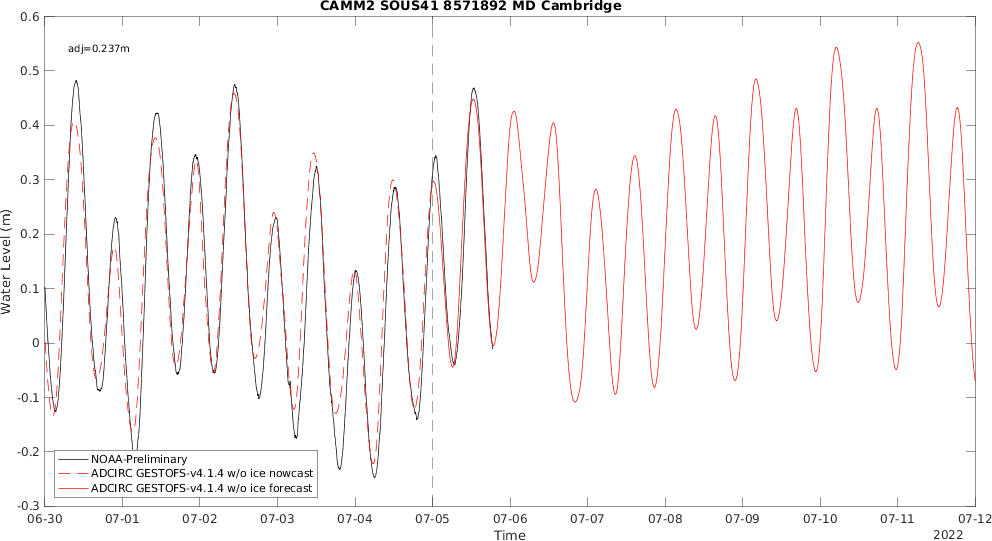 CAMM2 SOUS41 8571892 MD Cambridge
adj=0.237m
0.6
0.5
0.4
0.3
0.2
0.1
0
-0.1
-0.2
-0.3
Water Level (m)
NOAA-Preliminary
ADCIRC GESTOFS-v4.1.4 w/o ice nowcast
ADCIRC GESTOFS-v4.1.4 w/o ice forecast
06-30 07-01 07-02 07-03 07-04 07-05 07-06 07-07 07-08 07-09 07-10 07-11 07-12
Time
2022